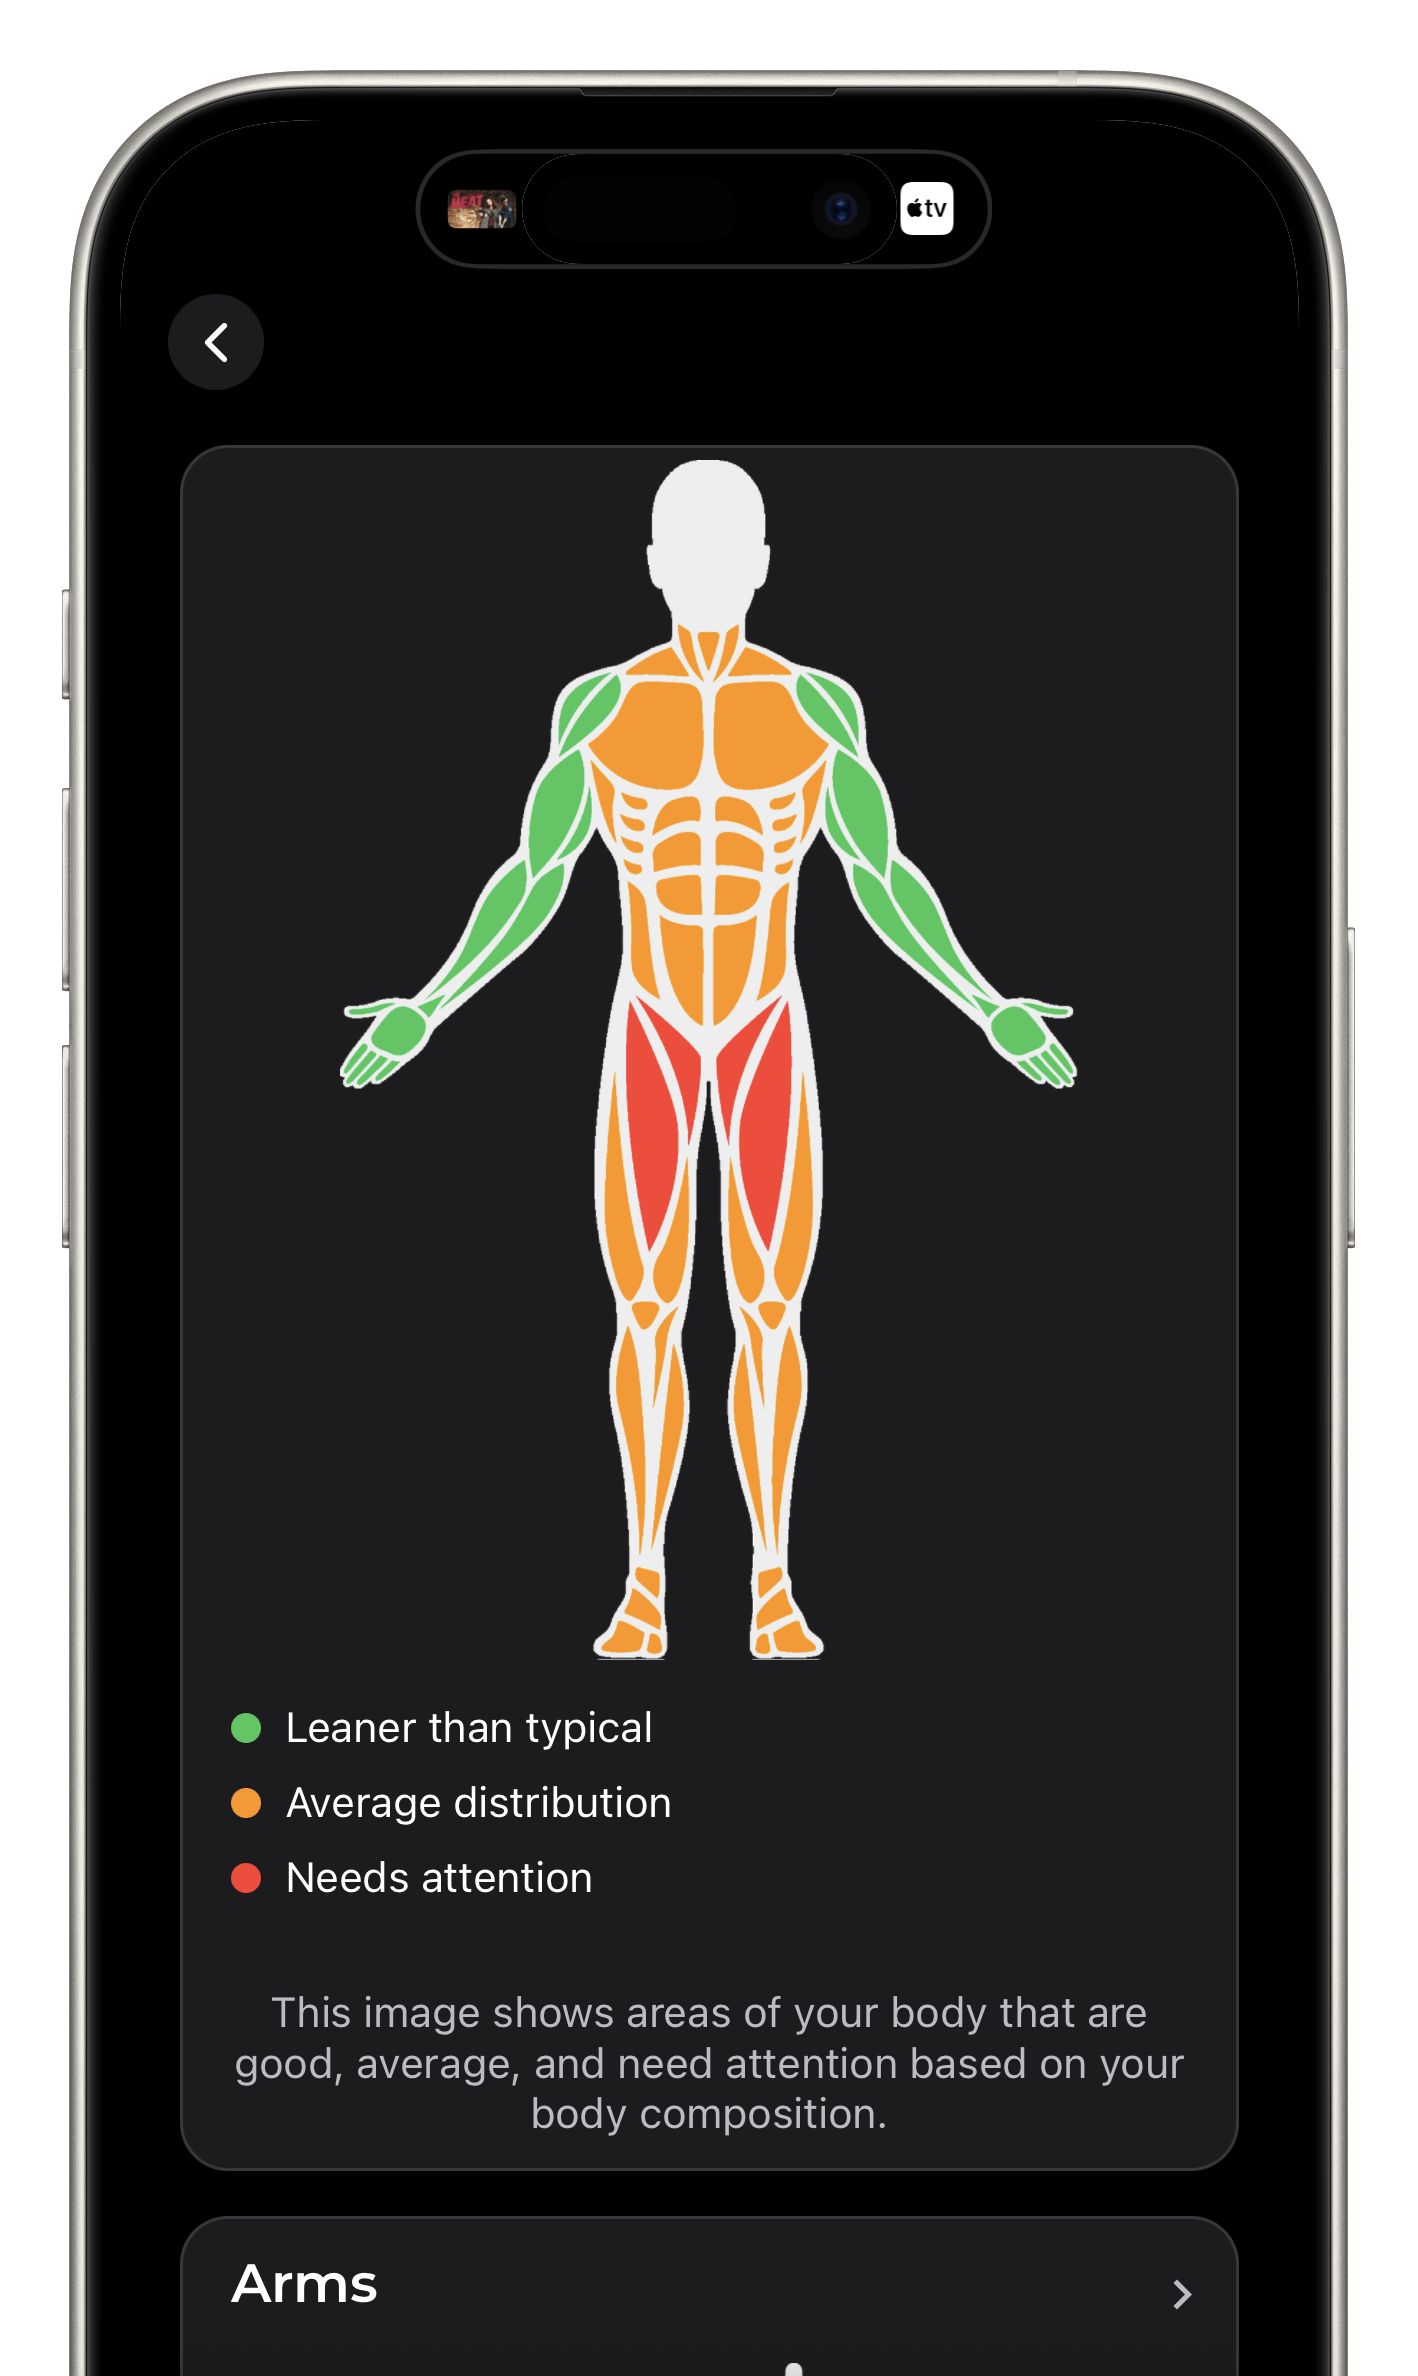 HEAT
tv
Leaner than typical
Average distribution
Needs attention
This image shows areas of your body that are
good, average, and need attention based on your
body composition.
Arms